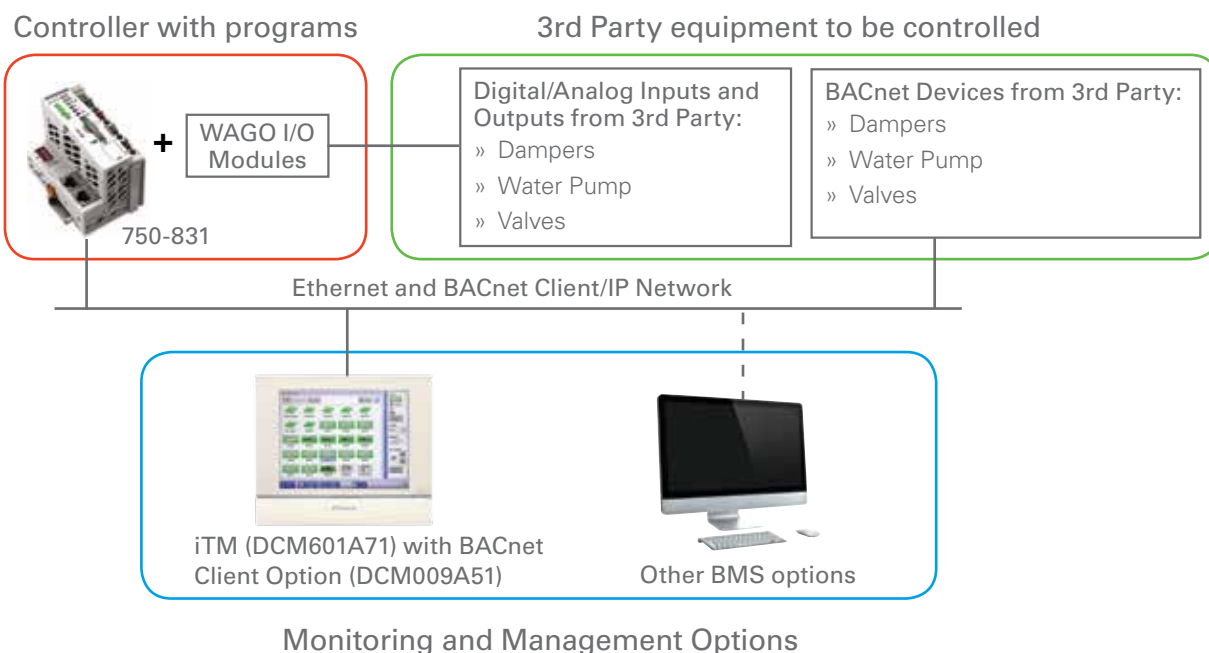 Controller with programs
3rd Party equipment to be controlled
+
WAGO I/O
Modules
750-831
Digital/Analog Inputs and
Outputs from 3rd Party:
» Dampers
» Water Pump
» Valves
BACnet Devices from 3rd Party:
» Dampers
» Water Pump
» Valves
Ethernet and BACnet Client/IP Network
iTM (DCM601A71) with BACnet
Client Option (DCM009A51)
Other BMS options
Monitoring and Management Options